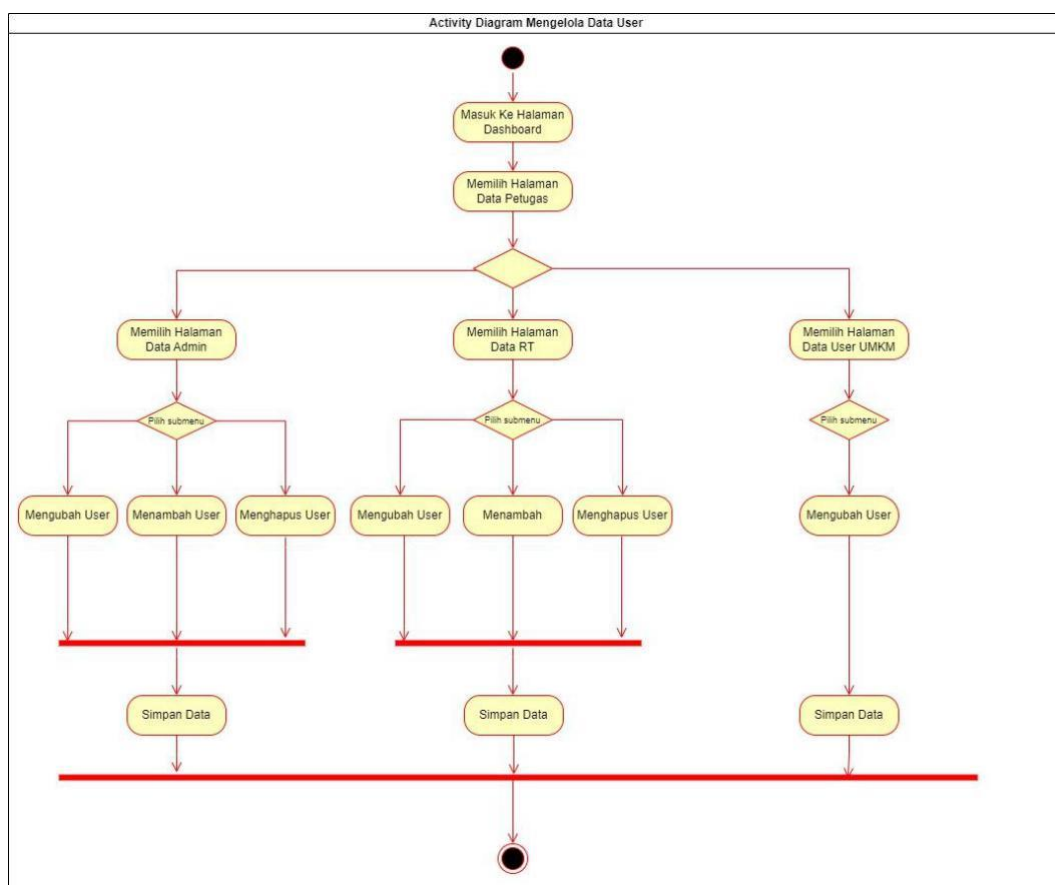 Activity Diagram Mengelola Data User
Masuk Ke Halaman
Dashboard
Memilih Halaman
Data Petugas
Memilih Halaman
Data Admin
Memilih Halaman
Data RT
Memilih Halaman
Data User UMKM
Pilih submenu
Pilih submenu
Pilih submenu
Mengubah User
Menambah User
Menghapus User
Mengubah User
Menambah
Menghapus User
Mengubah User
Simpan Data
Simpan Data
Simpan Data